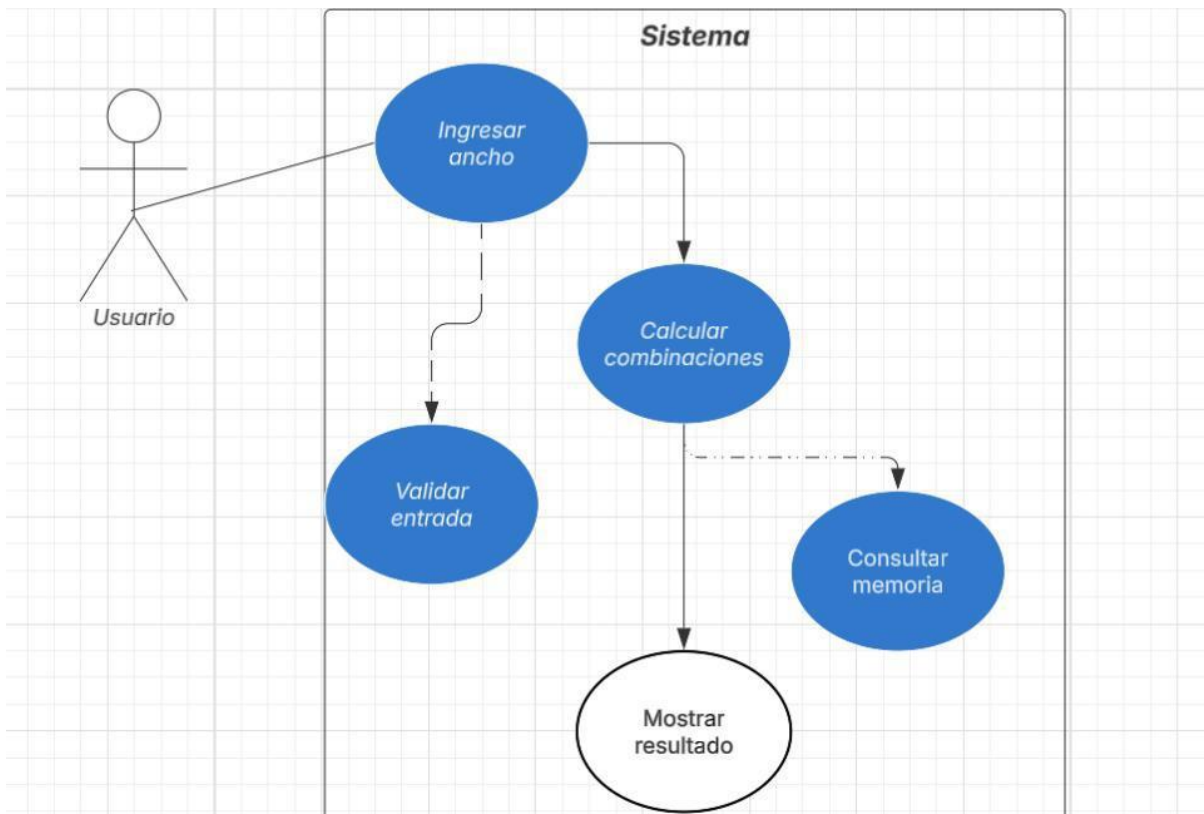 Sistema
Ingresar
ancho
Usuario
Calcular
combinaciones
Validar
entrada
Consultar
memoria
Mostrar
resultado